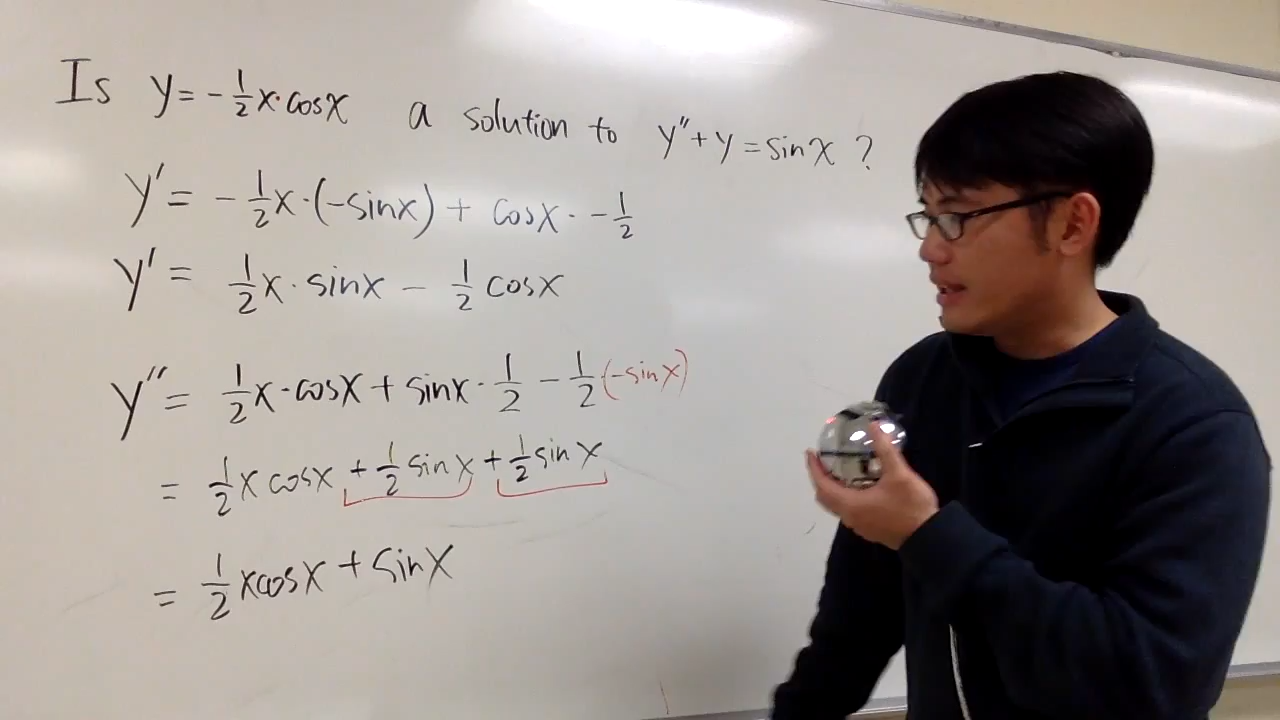 Is y = -1/2 x · cosx a solution to y'' + y = sinx ?
y' = -1/2 x · (-sinx) + cosx · -1/2
y' = 1/2 x · sinx - 1/2 cosx
y'' = 1/2 x · cosx + sinx · 1/2 - 1/2 · (-sinx)
= 1/2 x cosx + 1/2 sinx + 1/2 sinx
= 1/2 xcosx + sinx